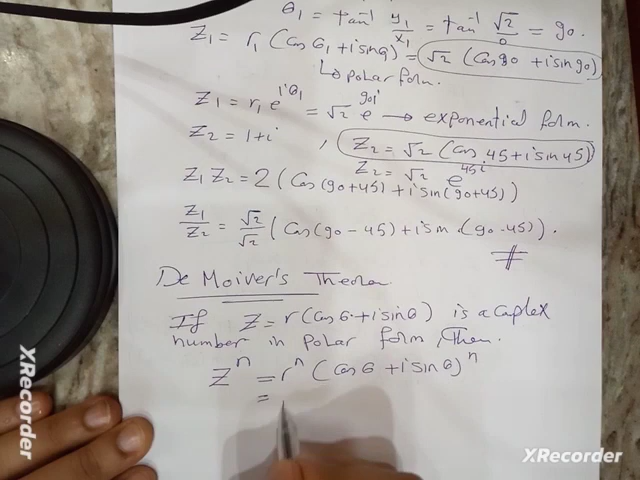 θ₁ = tan⁻¹ y₁/x₁ = tan⁻¹ √2/0 = 90.
Z₁ = r₁ (Cos θ₁ + i sin θ) = √2 (Cos 90 + i sin 90)
↳ polar form.
Z₁ = r₁ e^{iθ₁} = √2 e^{90i} → exponential form.
Z₂ = 1+i , Z₂ = √2 (Cos 45 + i sin 45)
Z₂ = √2 e^{45i}
Z₁ Z₂ = 2 (Cos (90+45) + i sin (90+45))
Z₁/Z₂ = √2/√2 (Cos (90 - 45) + i sin (90 - 45)).
#
De Moiver's Theorem
If Z = r (Cos θ + i sin θ) is a complex
number in Polar form, Then.
Zⁿ = rⁿ (Cos θ + i sin θ)ⁿ
=
XRecorder
XRecorder